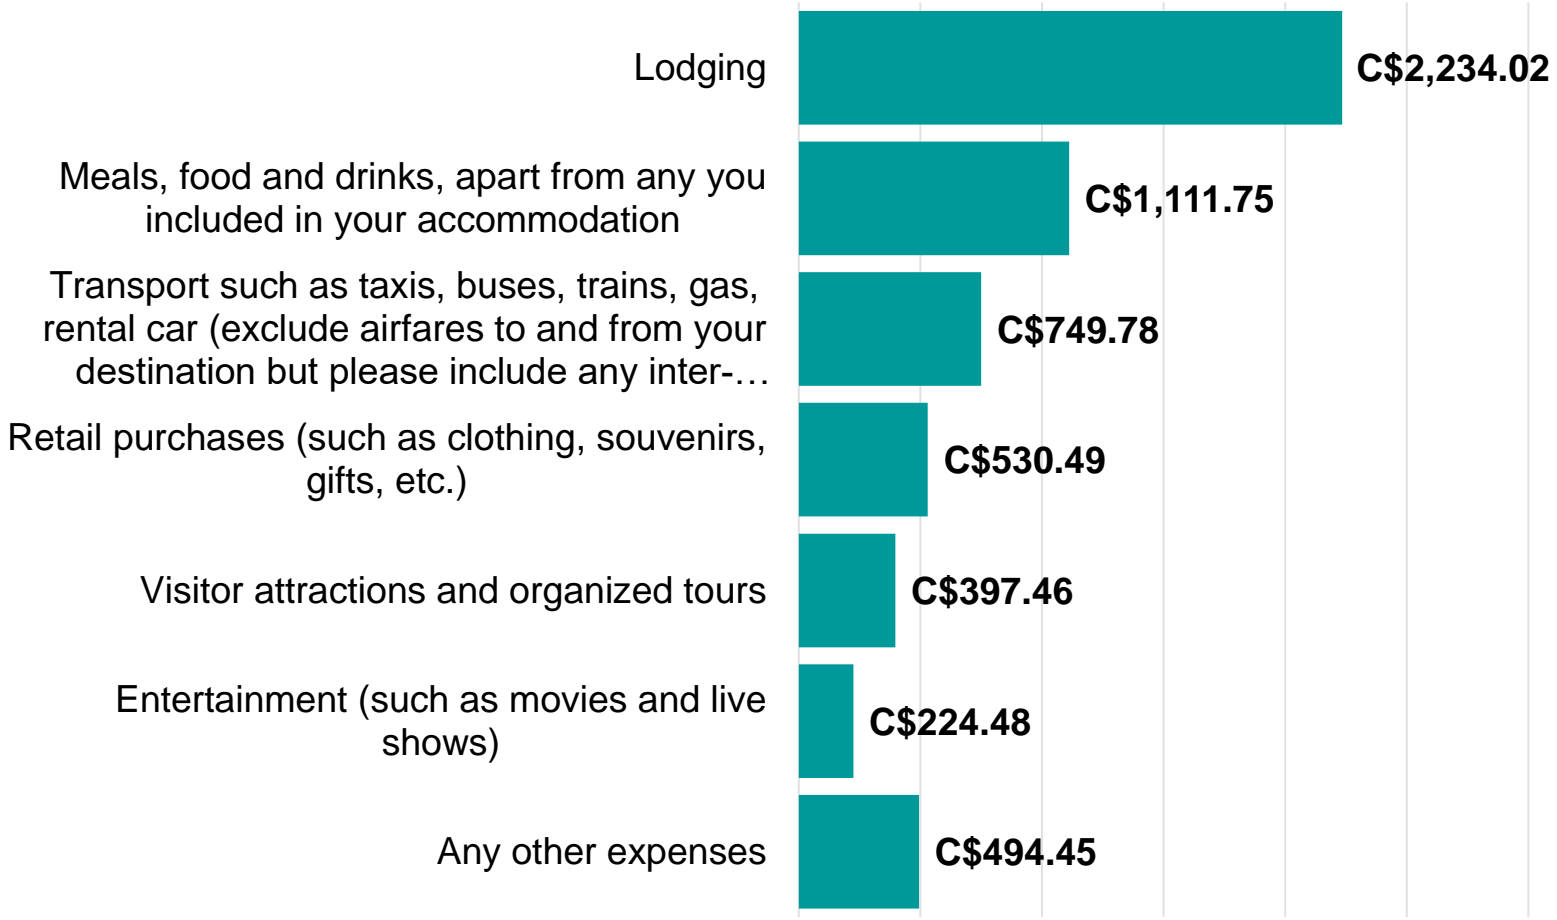 Lodging
C$2,234.02
Meals, food and drinks, apart from any you
included in your accommodation
C$1,111.75
Transport such as taxis, buses, trains, gas,
rental car (exclude airfares to and from your
destination but please include any inter-…
C$749.78
Retail purchases (such as clothing, souvenirs,
gifts, etc.)
C$530.49
Visitor attractions and organized tours
C$397.46
Entertainment (such as movies and live
shows)
C$224.48
Any other expenses
C$494.45